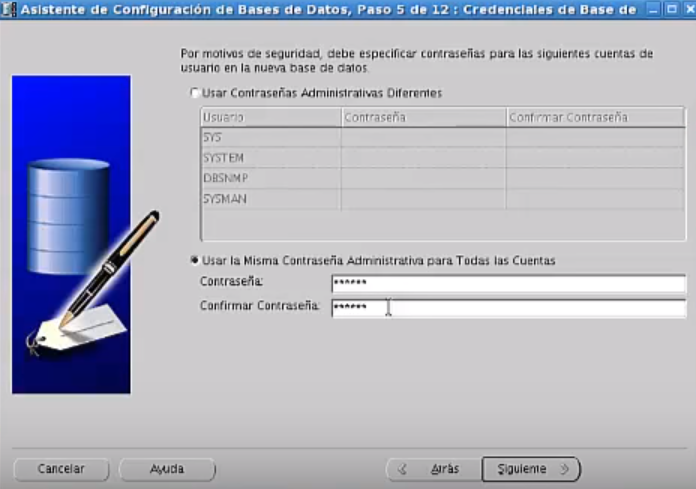 Asistente de Configuración de Bases de Datos, Paso 5 de 12 : Credenciales de Base de
Por motivos de seguridad, debe especificar contraseñas para las siguientes cuentas de
usuario en la nueva base de datos.
Usar Contraseñas Administrativas Diferentes
Usuario Contraseña Confirmar Contraseña
SYS
SYSTEM
DBSNMP
SYSMAN
Usar la Misma Contraseña Administrativa para Todas las Cuentas
Contraseña: ******
Confirmar Contraseña: ******
Cancelar Ayuda Atrás Siguiente